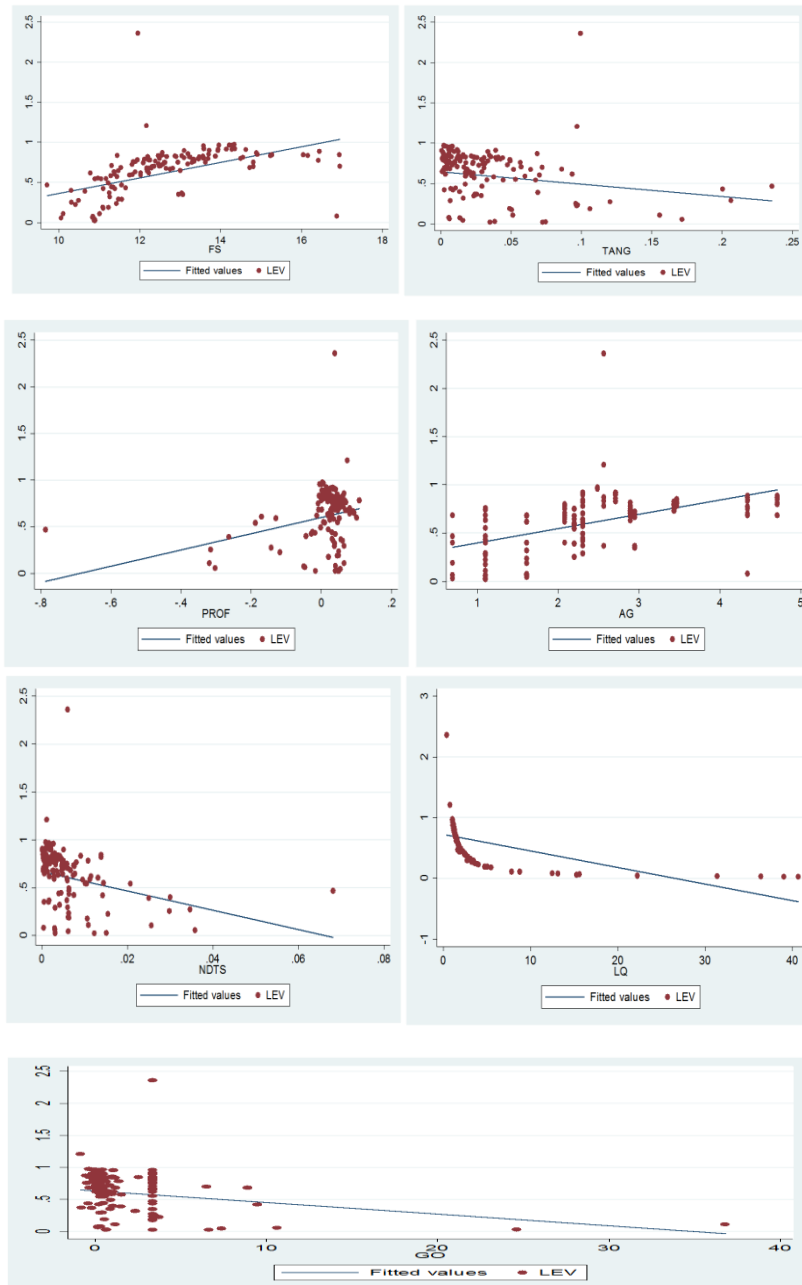 0 .5 1 1.5 2 2.5
10 12 14 16 18
FS
Fitted values LEV
0 .5 1 1.5 2 2.5
0 .05 .1 .15 .2 .25
TANG
Fitted values LEV
0 .5 1 1.5 2 2.5
-.8 -.6 -.4 -.2 0 .2
PROF
Fitted values LEV
0 .5 1 1.5 2 2.5
1 2 3 4 5
AG
Fitted values LEV
0 .5 1 1.5 2 2.5
0 .02 .04 .06 .08
NDTS
Fitted values LEV
-1 0 1 2 3
0 10 20 30 40
LQ
Fitted values LEV
0 .5 1 1.5 2 2.5
0 10 20 30 40
GO
Fitted values LEV